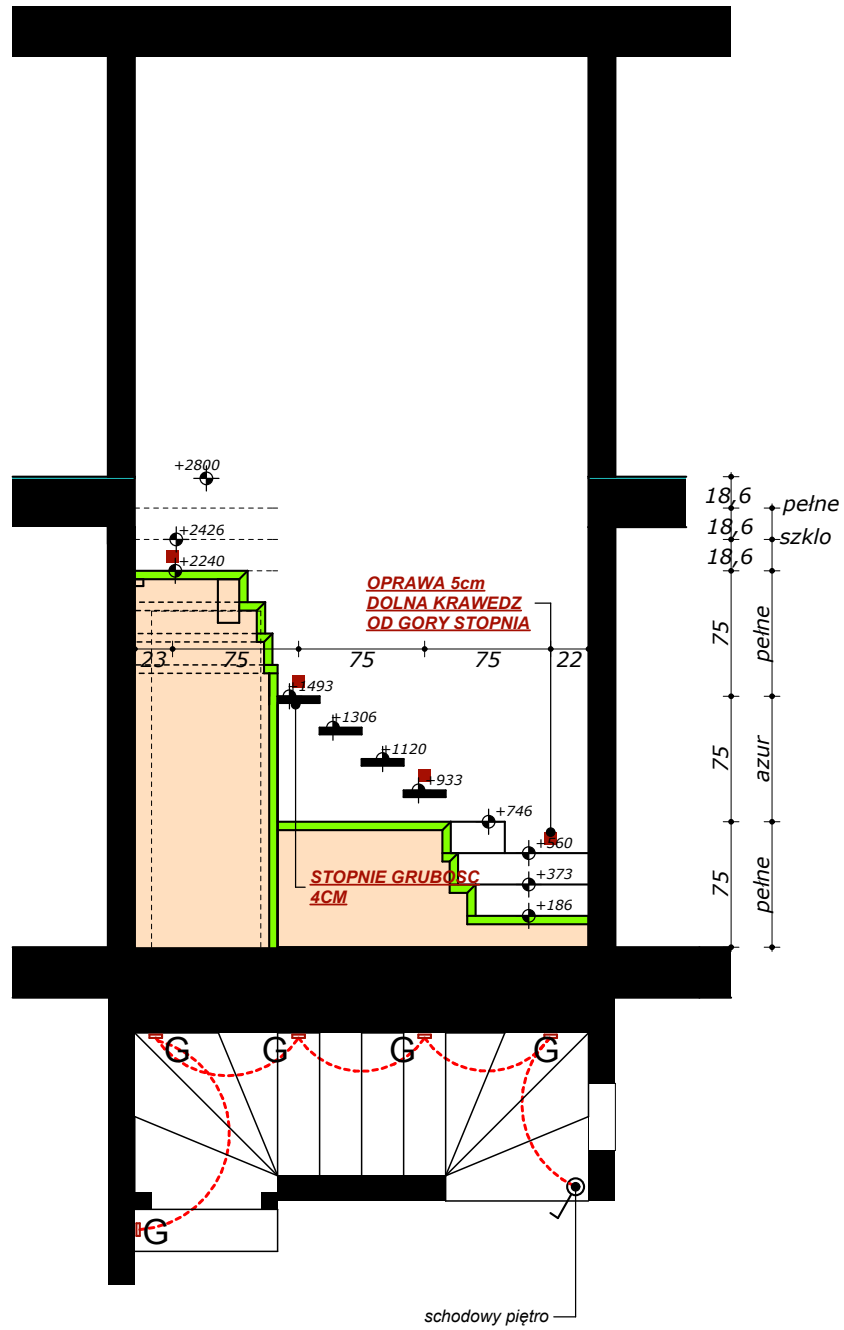 +2800
18,6
pełne
18,6
szklo
18,6
+2426
+2240
OPRAWA 5cm
DOLNA KRAWEDZ
OD GORY STOPNIA
75
pełne
23
75
75
75
22
+1493
+1306
+1120
+933
75
azur
+746
+560
+373
+186
75
pełne
STOPNIE GRUBOSC
4CM
G
G
G
G
G
schodowy piętro